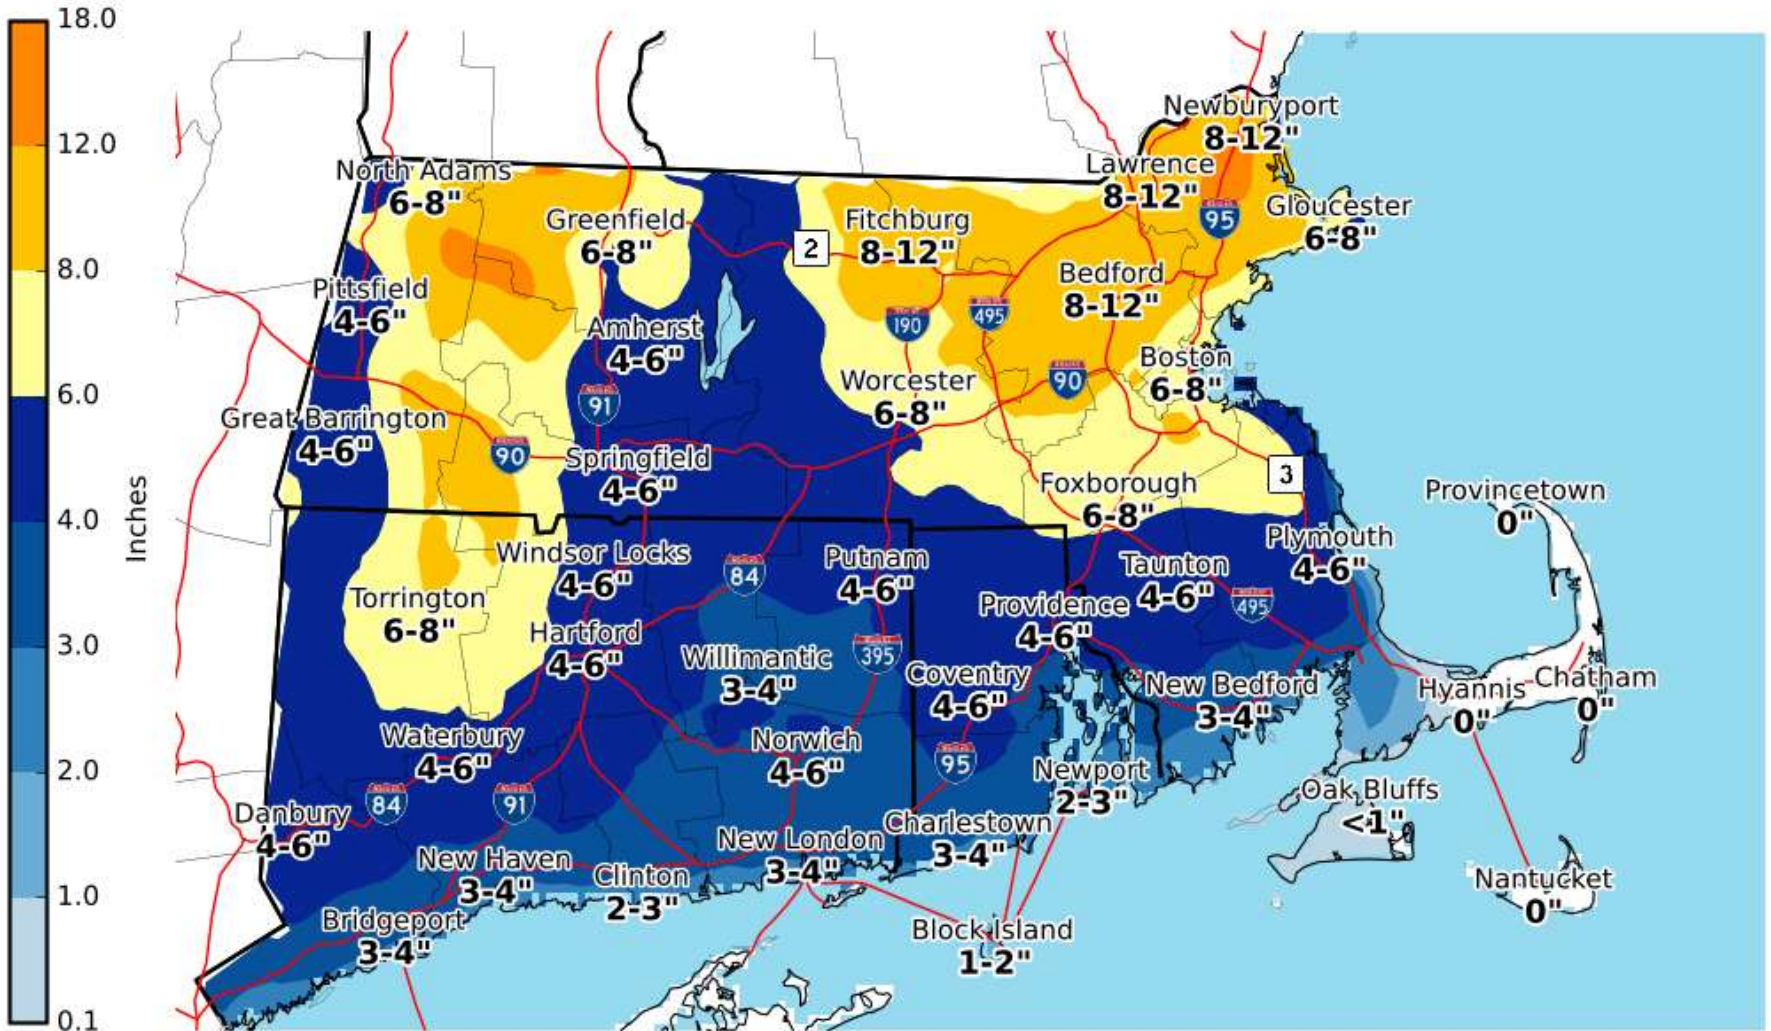 18.0
12.0
8.0
6.0
4.0
3.0
2.0
1.0
0.1
Inches
Newburyport
8-12"
Lawrence
8-12"
North Adams
6-8"
Greenfield
6-8"
2
Fitchburg
8-12"
95
Gloucester
6-8"
Pittsfield
4-6"
Bedford
8-12"
190
495
Amherst
4-6"
Boston
6-8"
Worcester
6-8"
90
91
Great Barrington
4-6"
90
Springfield
4-6"
Foxborough
6-8"
3
Provincetown
0"
Windsor Locks
4-6"
84
Putnam
4-6"
Plymouth
4-6"
Taunton
4-6"
495
Torrington
6-8"
Providence
4-6"
Hartford
4-6"
Willimantic
3-4"
395
Coventry
4-6"
New Bedford
3-4"
Hyannis
0"
Chatham
0"
Waterbury
4-6"
Norwich
4-6"
95
Newport
2-3"
84
91
Oak Bluffs
<1"
Danbury
4-6"
Charlestown
3-4"
New London
3-4"
New Haven
3-4"
Clinton
2-3"
Nantucket
0"
Bridgeport
3-4"
Block Island
1-2"